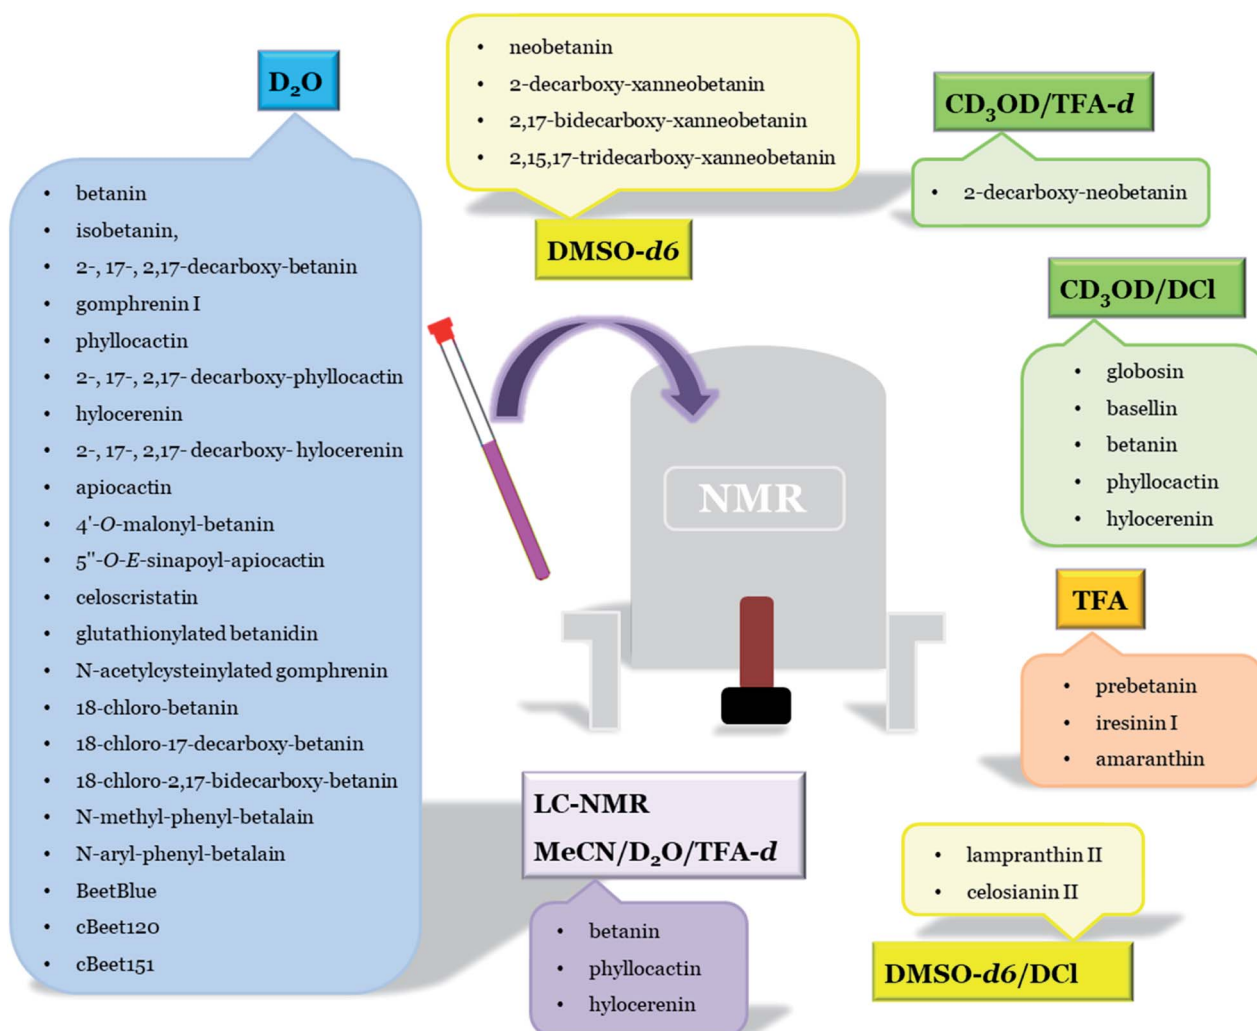 D₂O
• betanin
• isobetanin,
• 2-, 17-, 2,17-decarboxy-betanin
• gomphrenin I
• phyllocactin
• 2-, 17-, 2,17- decarboxy-phyllocactin
• hylocerenin
• 2-, 17-, 2,17- decarboxy- hylocerenin
• apiocactin
• 4'-O-malonyl-betanin
• 5''-O-E-sinapoyl-apiocactin
• celoscristatin
• glutathionylated betanidin
• N-acetylcysteinylated gomphrenin
• 18-chloro-betanin
• 18-chloro-17-decarboxy-betanin
• 18-chloro-2,17-bidecarboxy-betanin
• N-methyl-phenyl-betalain
• N-aryl-phenyl-betalain
• BeetBlue
• cBeet120
• cBeet151
• neobetanin
• 2-decarboxy-xanneobetanin
• 2,17-bidecarboxy-xanneobetanin
• 2,15,17-tridecarboxy-xanneobetanin
DMSO-d6
CD₃OD/TFA-d
• 2-decarboxy-neobetanin
CD₃OD/DCl
• globosin
• basellin
• betanin
• phyllocactin
• hylocerenin
NMR
TFA
• prebetanin
• iresinin I
• amaranthin
LC-NMR
MeCN/D₂O/TFA-d
• betanin
• phyllocactin
• hylocerenin
• lampranthin II
• celosianin II
DMSO-d6/DCl